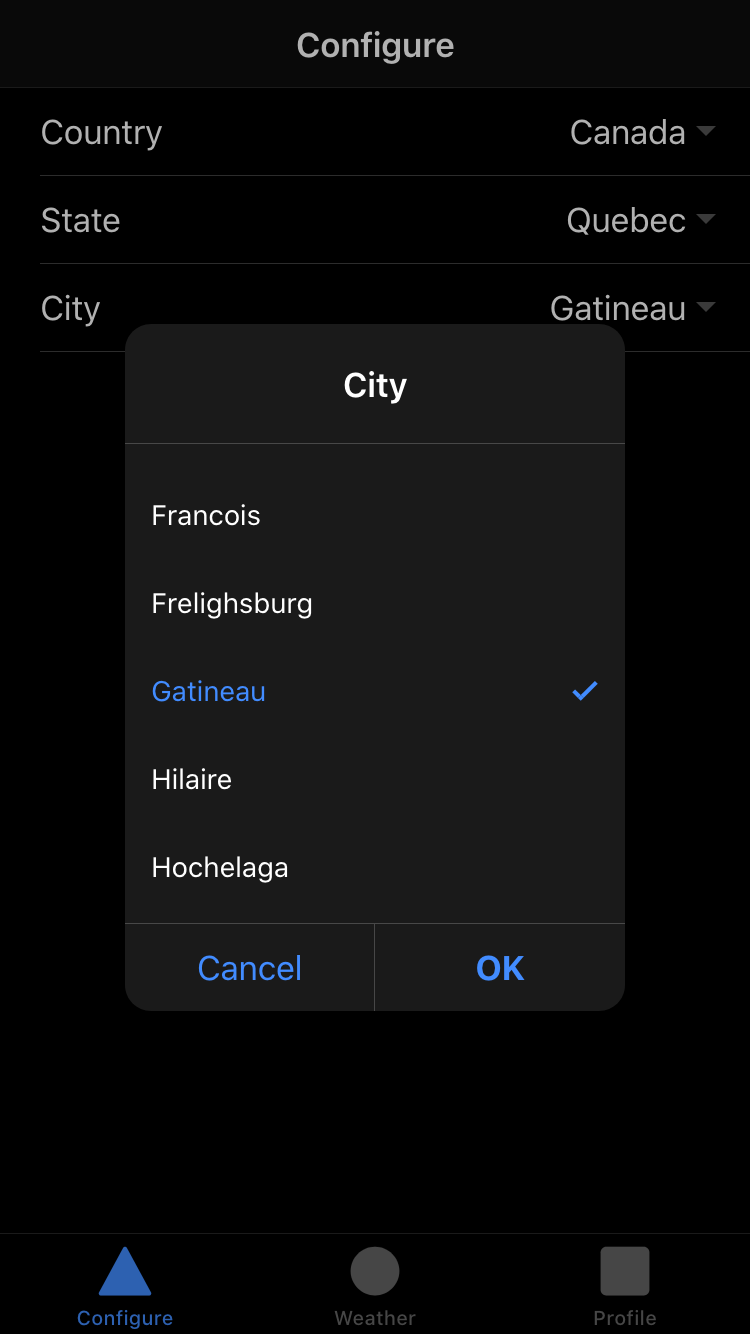 Configure
Country Canada
State Quebec
City Gatineau
City
Francois
Frelighsburg
Gatineau
Hilaire
Hochelaga
Cancel OK
Configure Weather Profile